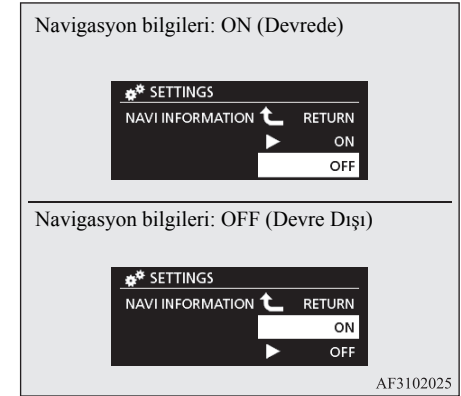 Navigasyon bilgileri: ON (Devrede)
SETTINGS
NAVI INFORMATION RETURN
ON
OFF
Navigasyon bilgileri: OFF (Devre Dışı)
SETTINGS
NAVI INFORMATION RETURN
ON
OFF
AF3102025